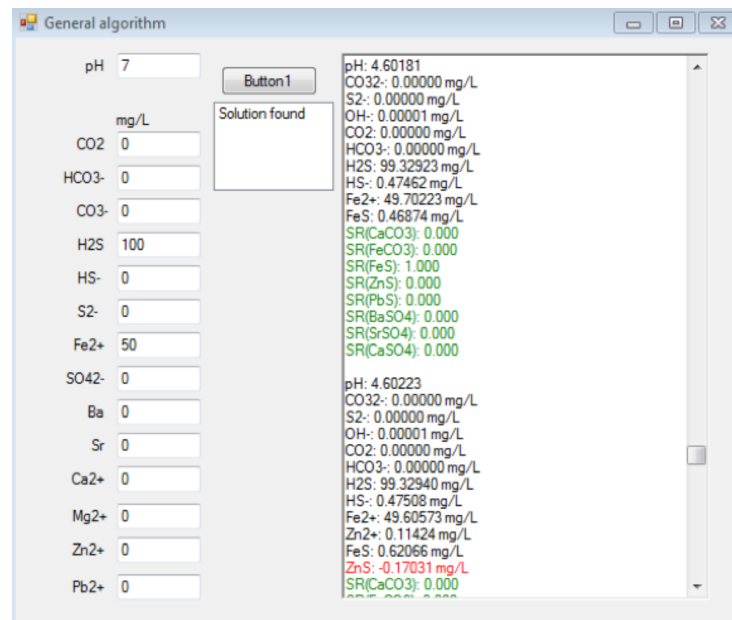 General algorithm
pH 7
Button1
Solution found
mg/L
CO2 0
HCO3- 0
CO3- 0
H2S 100
HS- 0
S2- 0
Fe2+ 50
SO42- 0
Ba 0
Sr 0
Ca2+ 0
Mg2+ 0
Zn2+ 0
Pb2+ 0
pH: 4.60181
CO32-: 0.00000 mg/L
S2-: 0.00000 mg/L
OH-: 0.00001 mg/L
CO2: 0.00000 mg/L
HCO3-: 0.00000 mg/L
H2S: 99.32923 mg/L
HS-: 0.47462 mg/L
Fe2+: 49.70223 mg/L
FeS: 0.46874 mg/L
SR(CaCO3): 0.000
SR(FeCO3): 0.000
SR(FeS): 1.000
SR(ZnS): 0.000
SR(PbS): 0.000
SR(BaSO4): 0.000
SR(SrSO4): 0.000
SR(CaSO4): 0.000
pH: 4.60223
CO32-: 0.00000 mg/L
S2-: 0.00000 mg/L
OH-: 0.00001 mg/L
CO2: 0.00000 mg/L
HCO3-: 0.00000 mg/L
H2S: 99.32940 mg/L
HS-: 0.47508 mg/L
Fe2+: 49.60573 mg/L
Zn2+: 0.11424 mg/L
FeS: 0.62066 mg/L
ZnS: -0.17031 mg/L
SR(CaCO3): 0.000